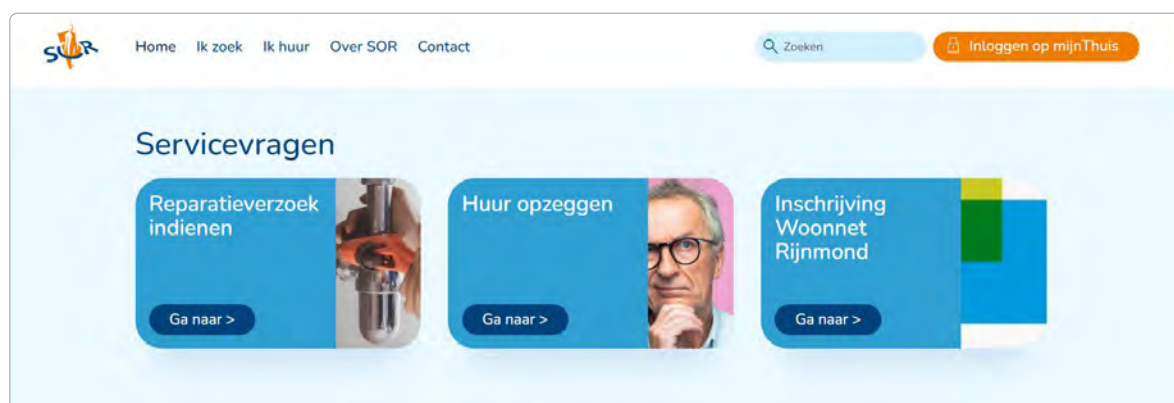 SOR
Home Ik zoek Ik huur Over SOR Contact
Zoeken
Inloggen op mijnThuis
Servicevragen
Reparatieverzoek
indienen
Ga naar >
Huur opzeggen
Ga naar >
Inschrijving
Woonnet
Rijnmond
Ga naar >